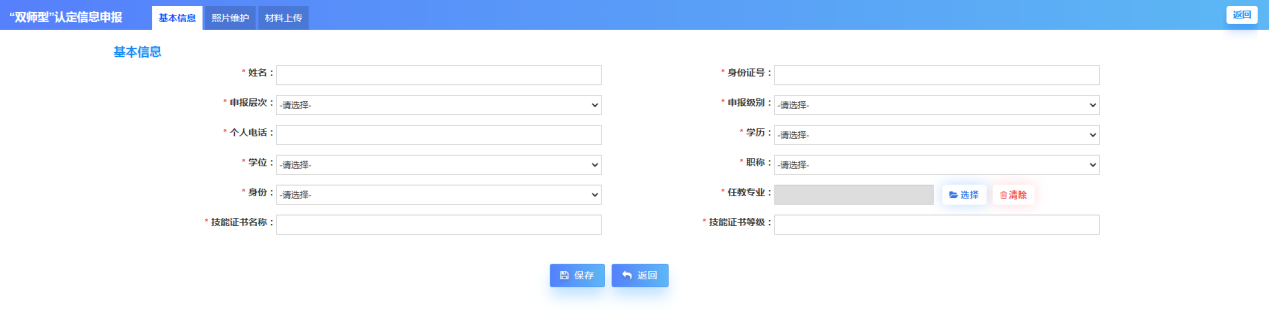 “双师型”认定信息申报 基本信息 照片维护 材料上传 返回
基本信息
* 姓名： * 身份证号：
* 申报层次： -请选择- * 申报级别： -请选择-
* 个人电话： * 学历： -请选择-
* 学位： -请选择- * 职称： -请选择-
* 身份： -请选择- * 任教专业： 选择 清除
* 技能证书名称： * 技能证书等级：
保存 返回